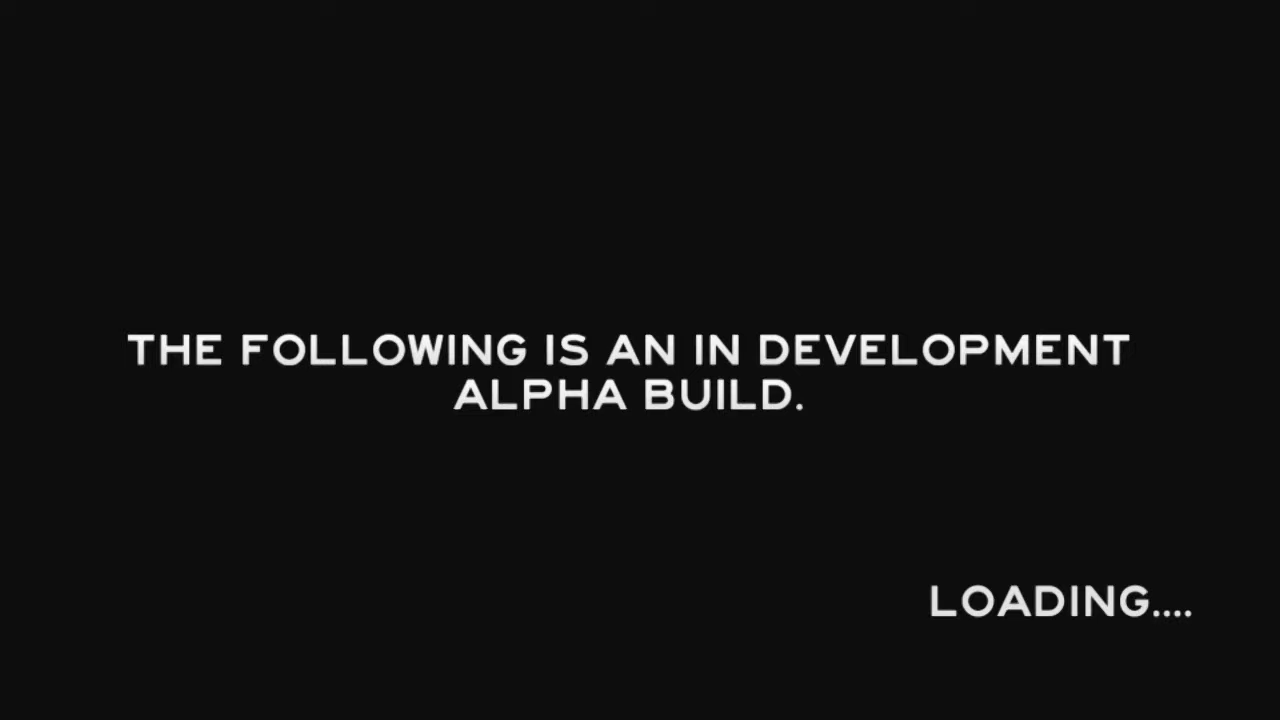 THE FOLLOWING IS AN IN DEVELOPMENT
ALPHA BUILD.
LOADING....